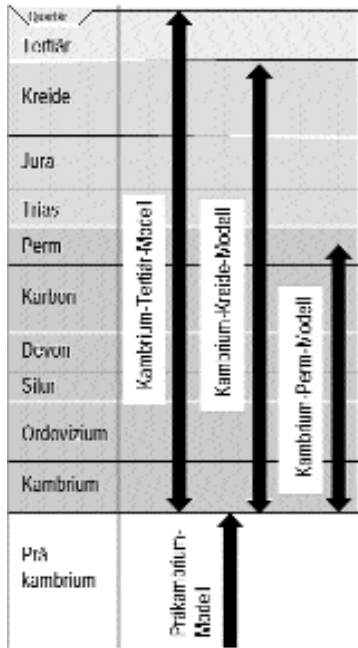 Quartär
Tertiär
Kreide
Jura
Trias
Perm
Karbon
Devon
Silur
Ordovizium
Kambrium
Prä
kambrium
Kambrium-Tertiär-Modell
Kambrium-Kreide-Modell
Kambrium-Perm-Modell
Präkambrium-
Modell